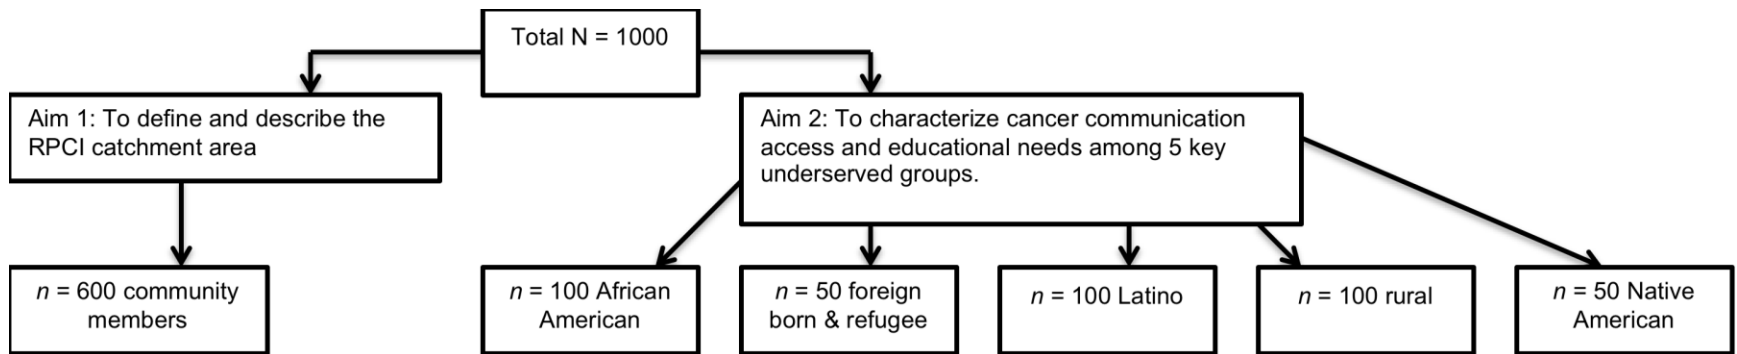 Total N = 1000
Aim 1: To define and describe the
RPCI catchment area
Aim 2: To characterize cancer communication
access and educational needs among 5 key
underserved groups.
n = 600 community
members
n = 100 African
American
n = 50 foreign
born & refugee
n = 100 Latino
n = 100 rural
n = 50 Native
American